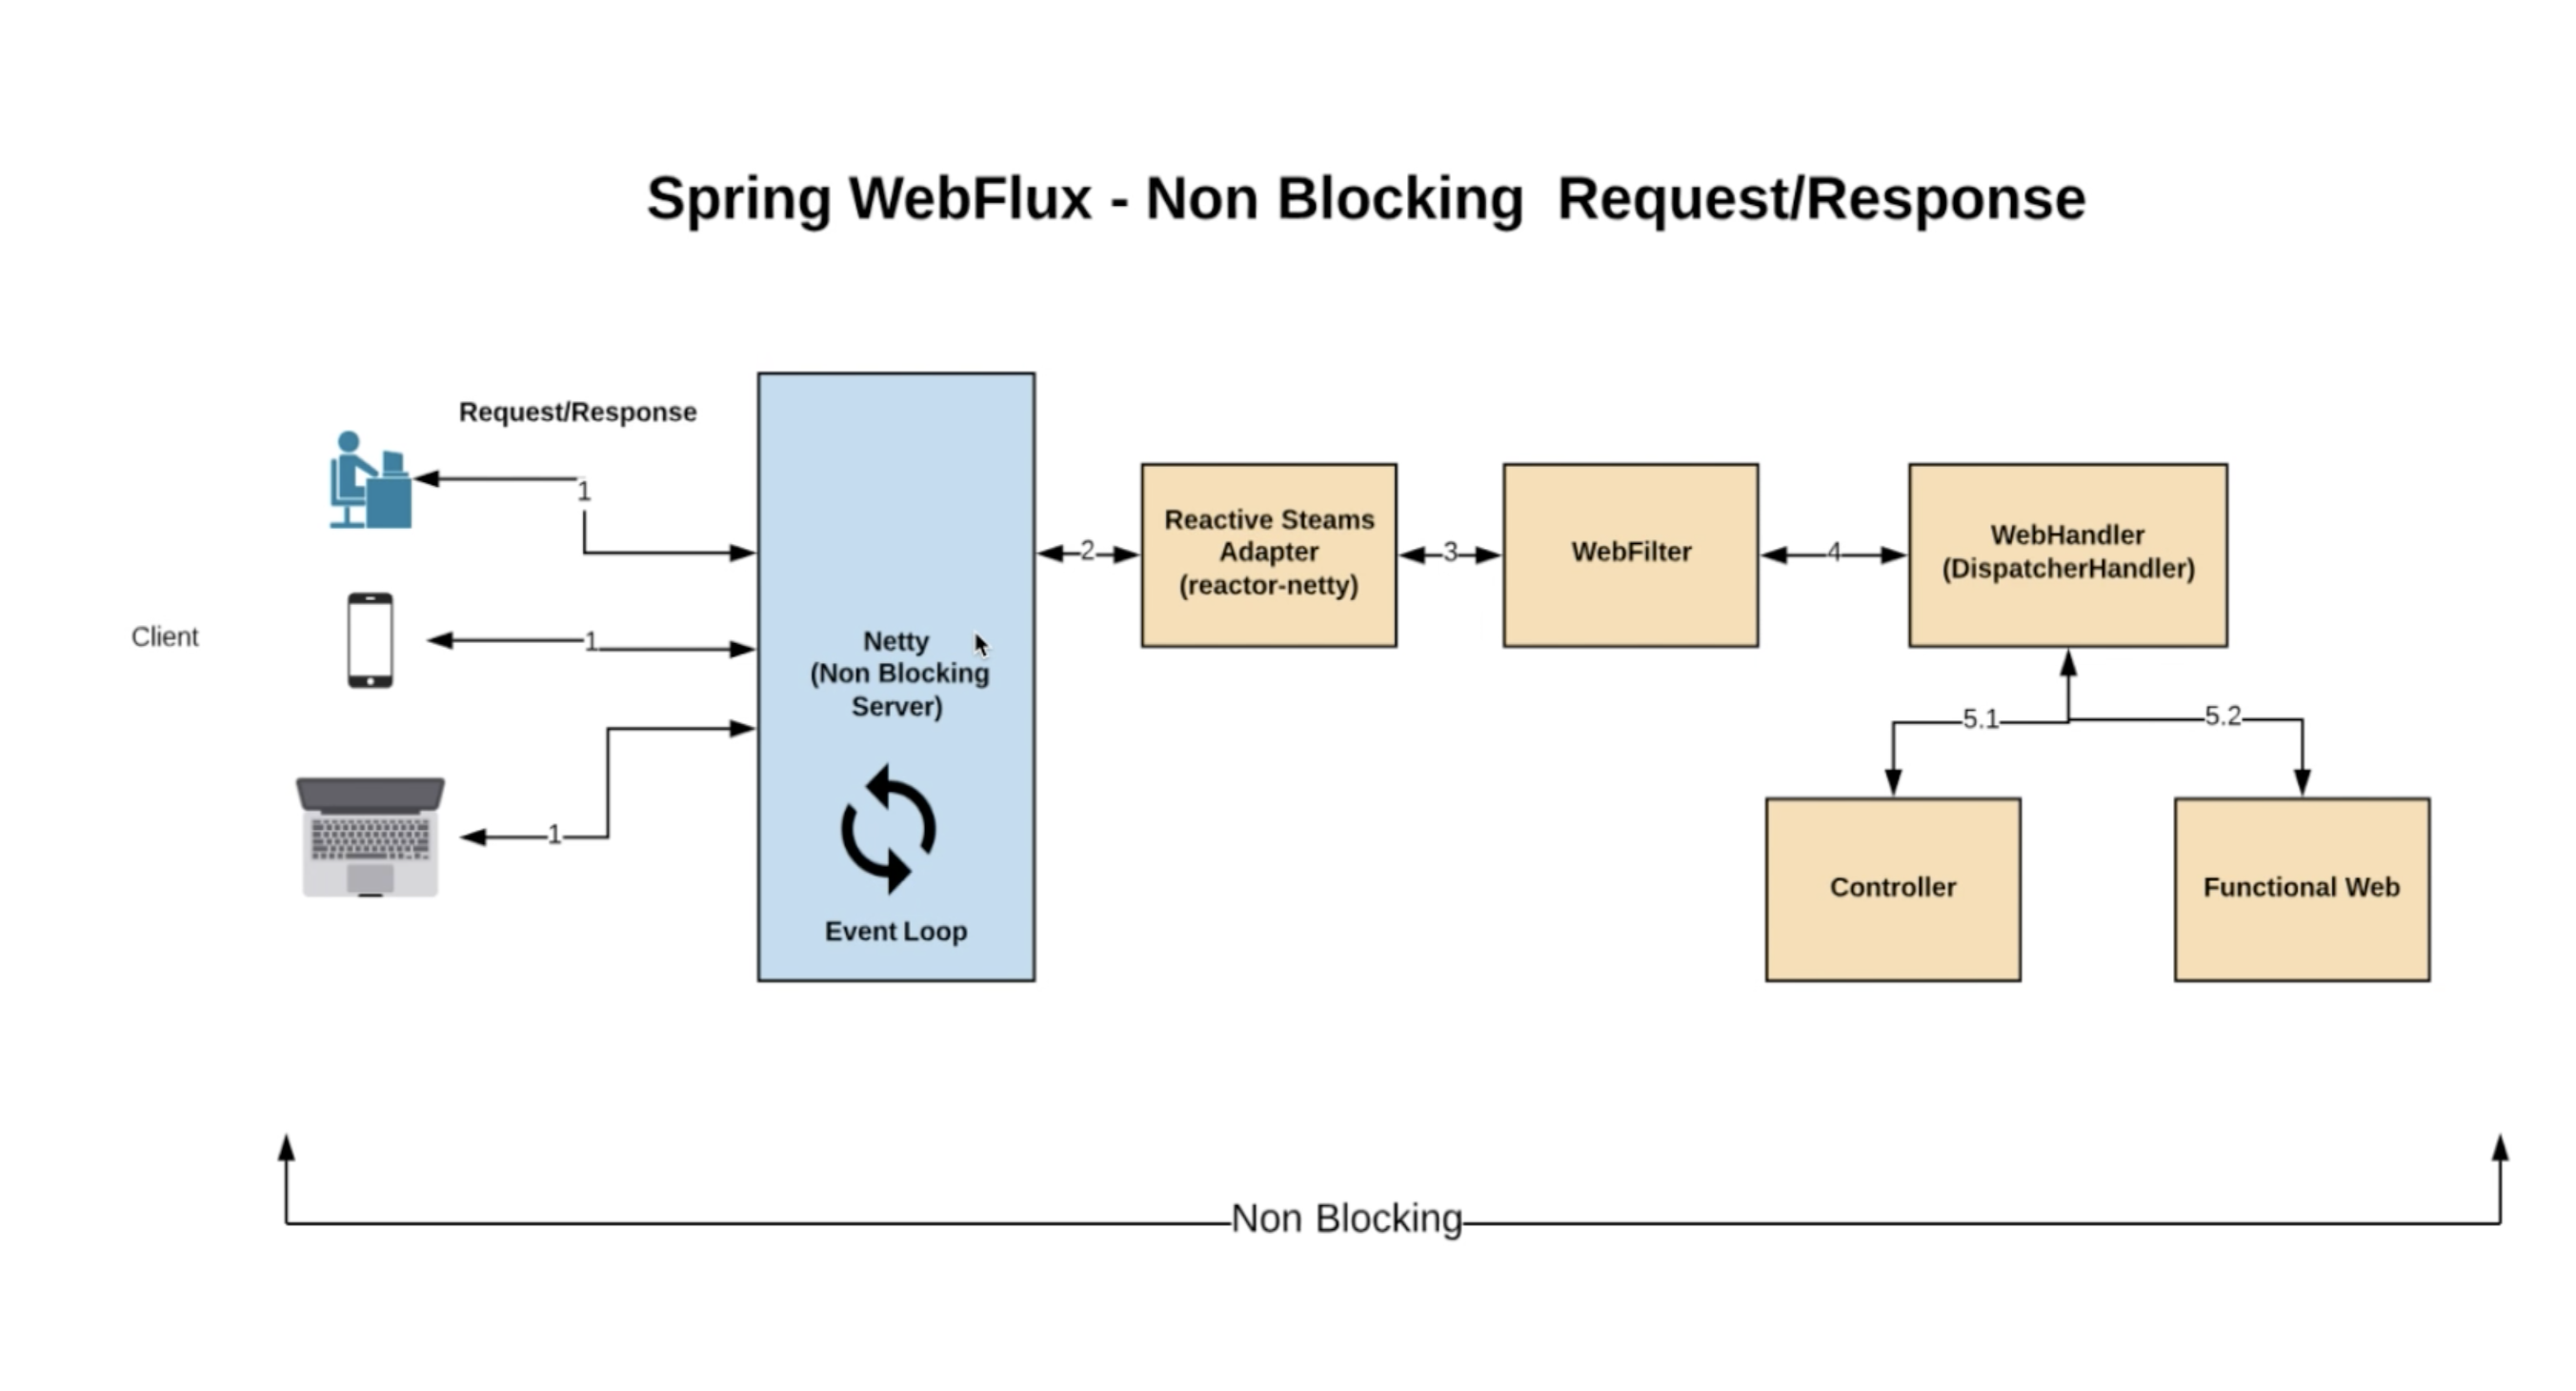 Spring WebFlux - Non Blocking  Request/Response
Request/Response
1
Client
1
1
Netty
(Non Blocking
Server)
Event Loop
2
Reactive Steams
Adapter
(reactor-netty)
3
WebFilter
4
WebHandler
(DispatcherHandler)
5.1
5.2
Controller
Functional Web
Non Blocking